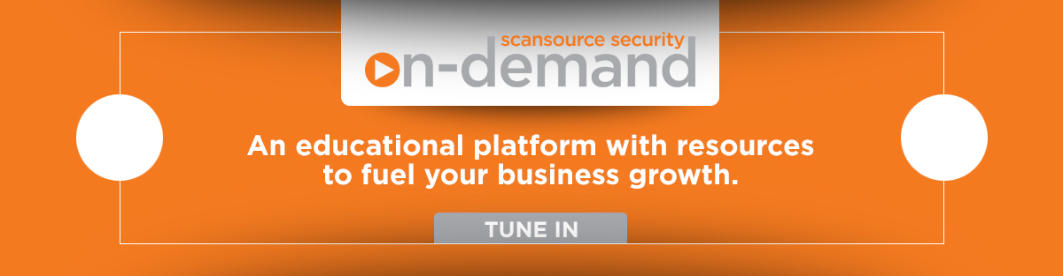 scansource security
on-demand
An educational platform with resources
to fuel your business growth.
TUNE IN